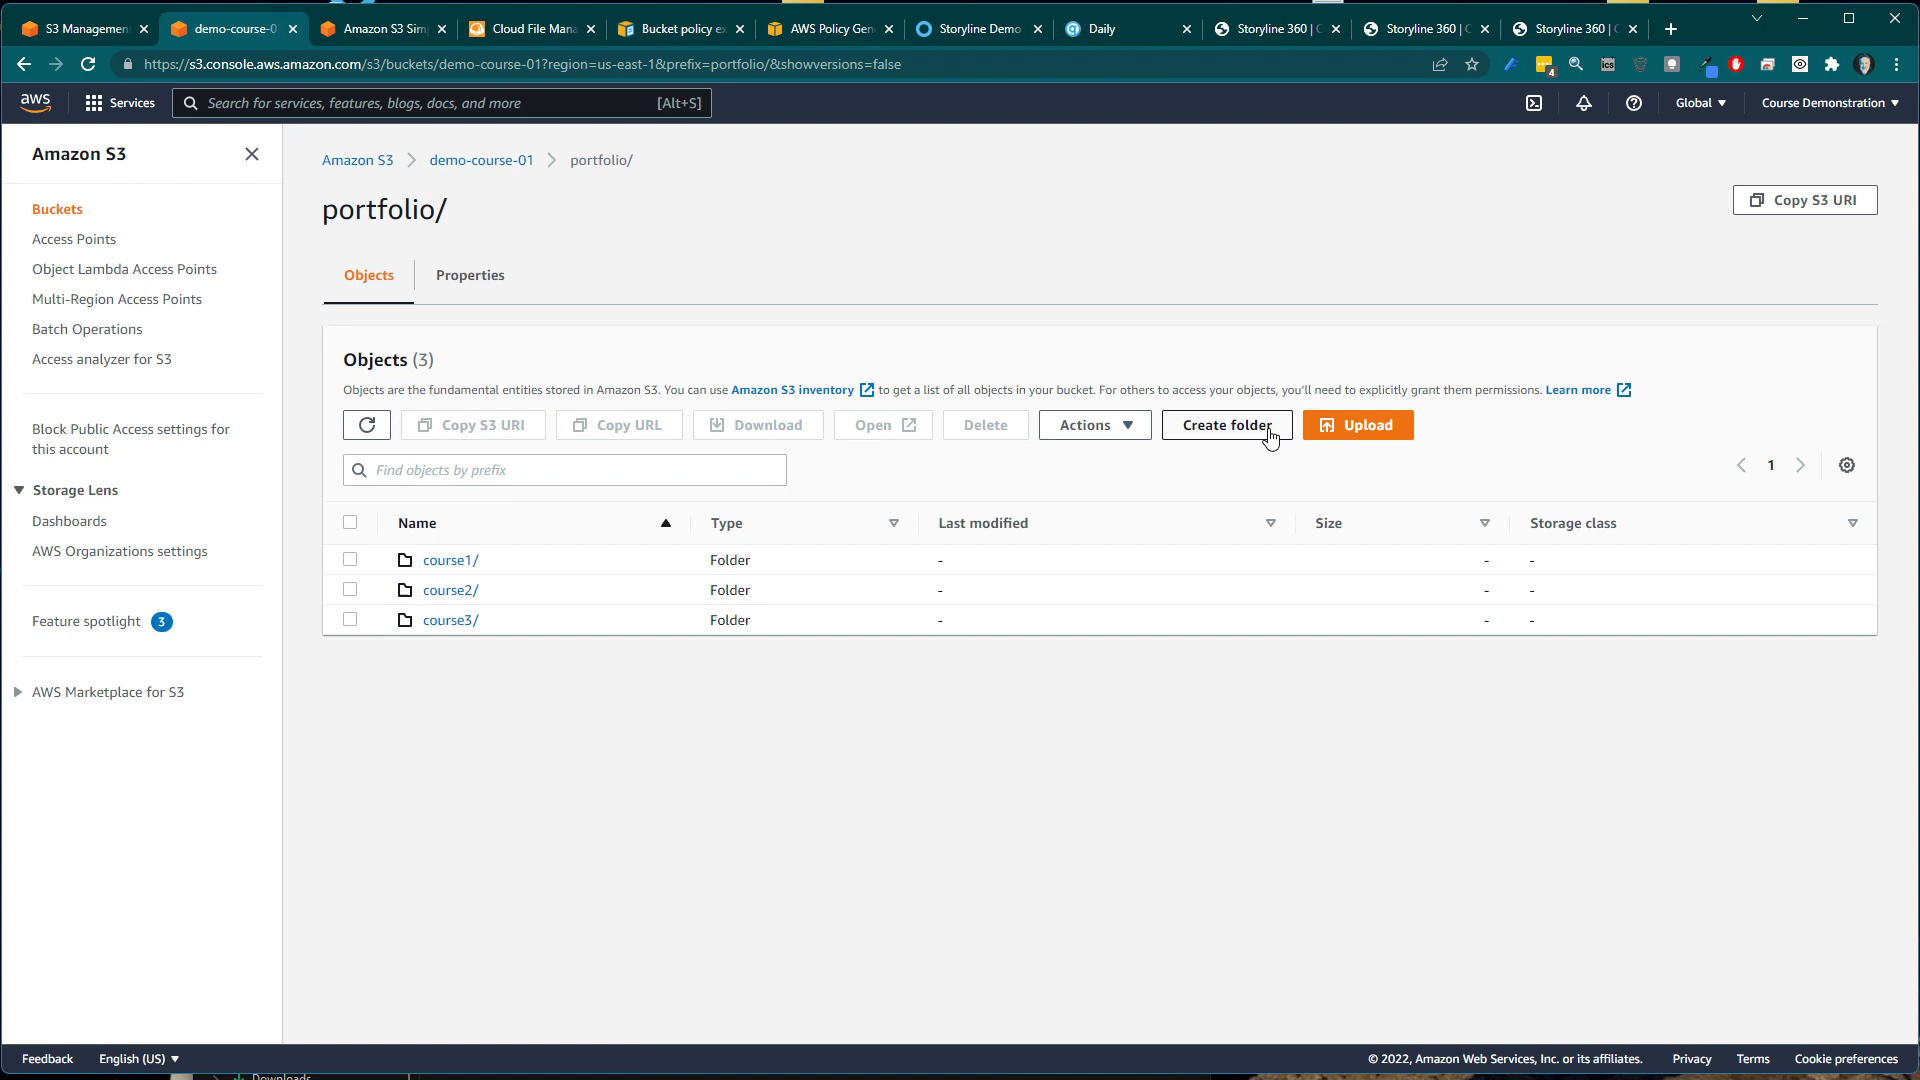 S3 Management
demo-course-0
Amazon S3 Sim
Cloud File Mana
Bucket policy ex
AWS Policy Gen
Storyline Demo
Daily
Storyline 360 | C
Storyline 360 | C
Storyline 360 | C
https://s3.console.aws.amazon.com/s3/buckets/demo-course-01?region=us-east-1&prefix=portfolio/&showversions=false
4
ics
aws
Services
Search for services, features, blogs, docs, and more
[Alt+S]
Global
Course Demonstration
Amazon S3
Buckets
Access Points
Object Lambda Access Points
Multi-Region Access Points
Batch Operations
Access analyzer for S3
Block Public Access settings for
this account
Storage Lens
Dashboards
AWS Organizations settings
Feature spotlight 3
AWS Marketplace for S3
Amazon S3 > demo-course-01 > portfolio/
portfolio/
Copy S3 URI
Objects
Properties
Objects (3)
Objects are the fundamental entities stored in Amazon S3. You can use Amazon S3 inventory to get a list of all objects in your bucket. For others to access your objects, you'll need to explicitly grant them permissions. Learn more
Copy S3 URI
Copy URL
Download
Open
Delete
Actions
Create folder
Upload
Find objects by prefix
1
Name Type Last modified Size Storage class
course1/ Folder - - -
course2/ Folder - - -
course3/ Folder - - -
Feedback
English (US)
© 2022, Amazon Web Services, Inc. or its affiliates.
Privacy
Terms
Cookie preferences
Downloads